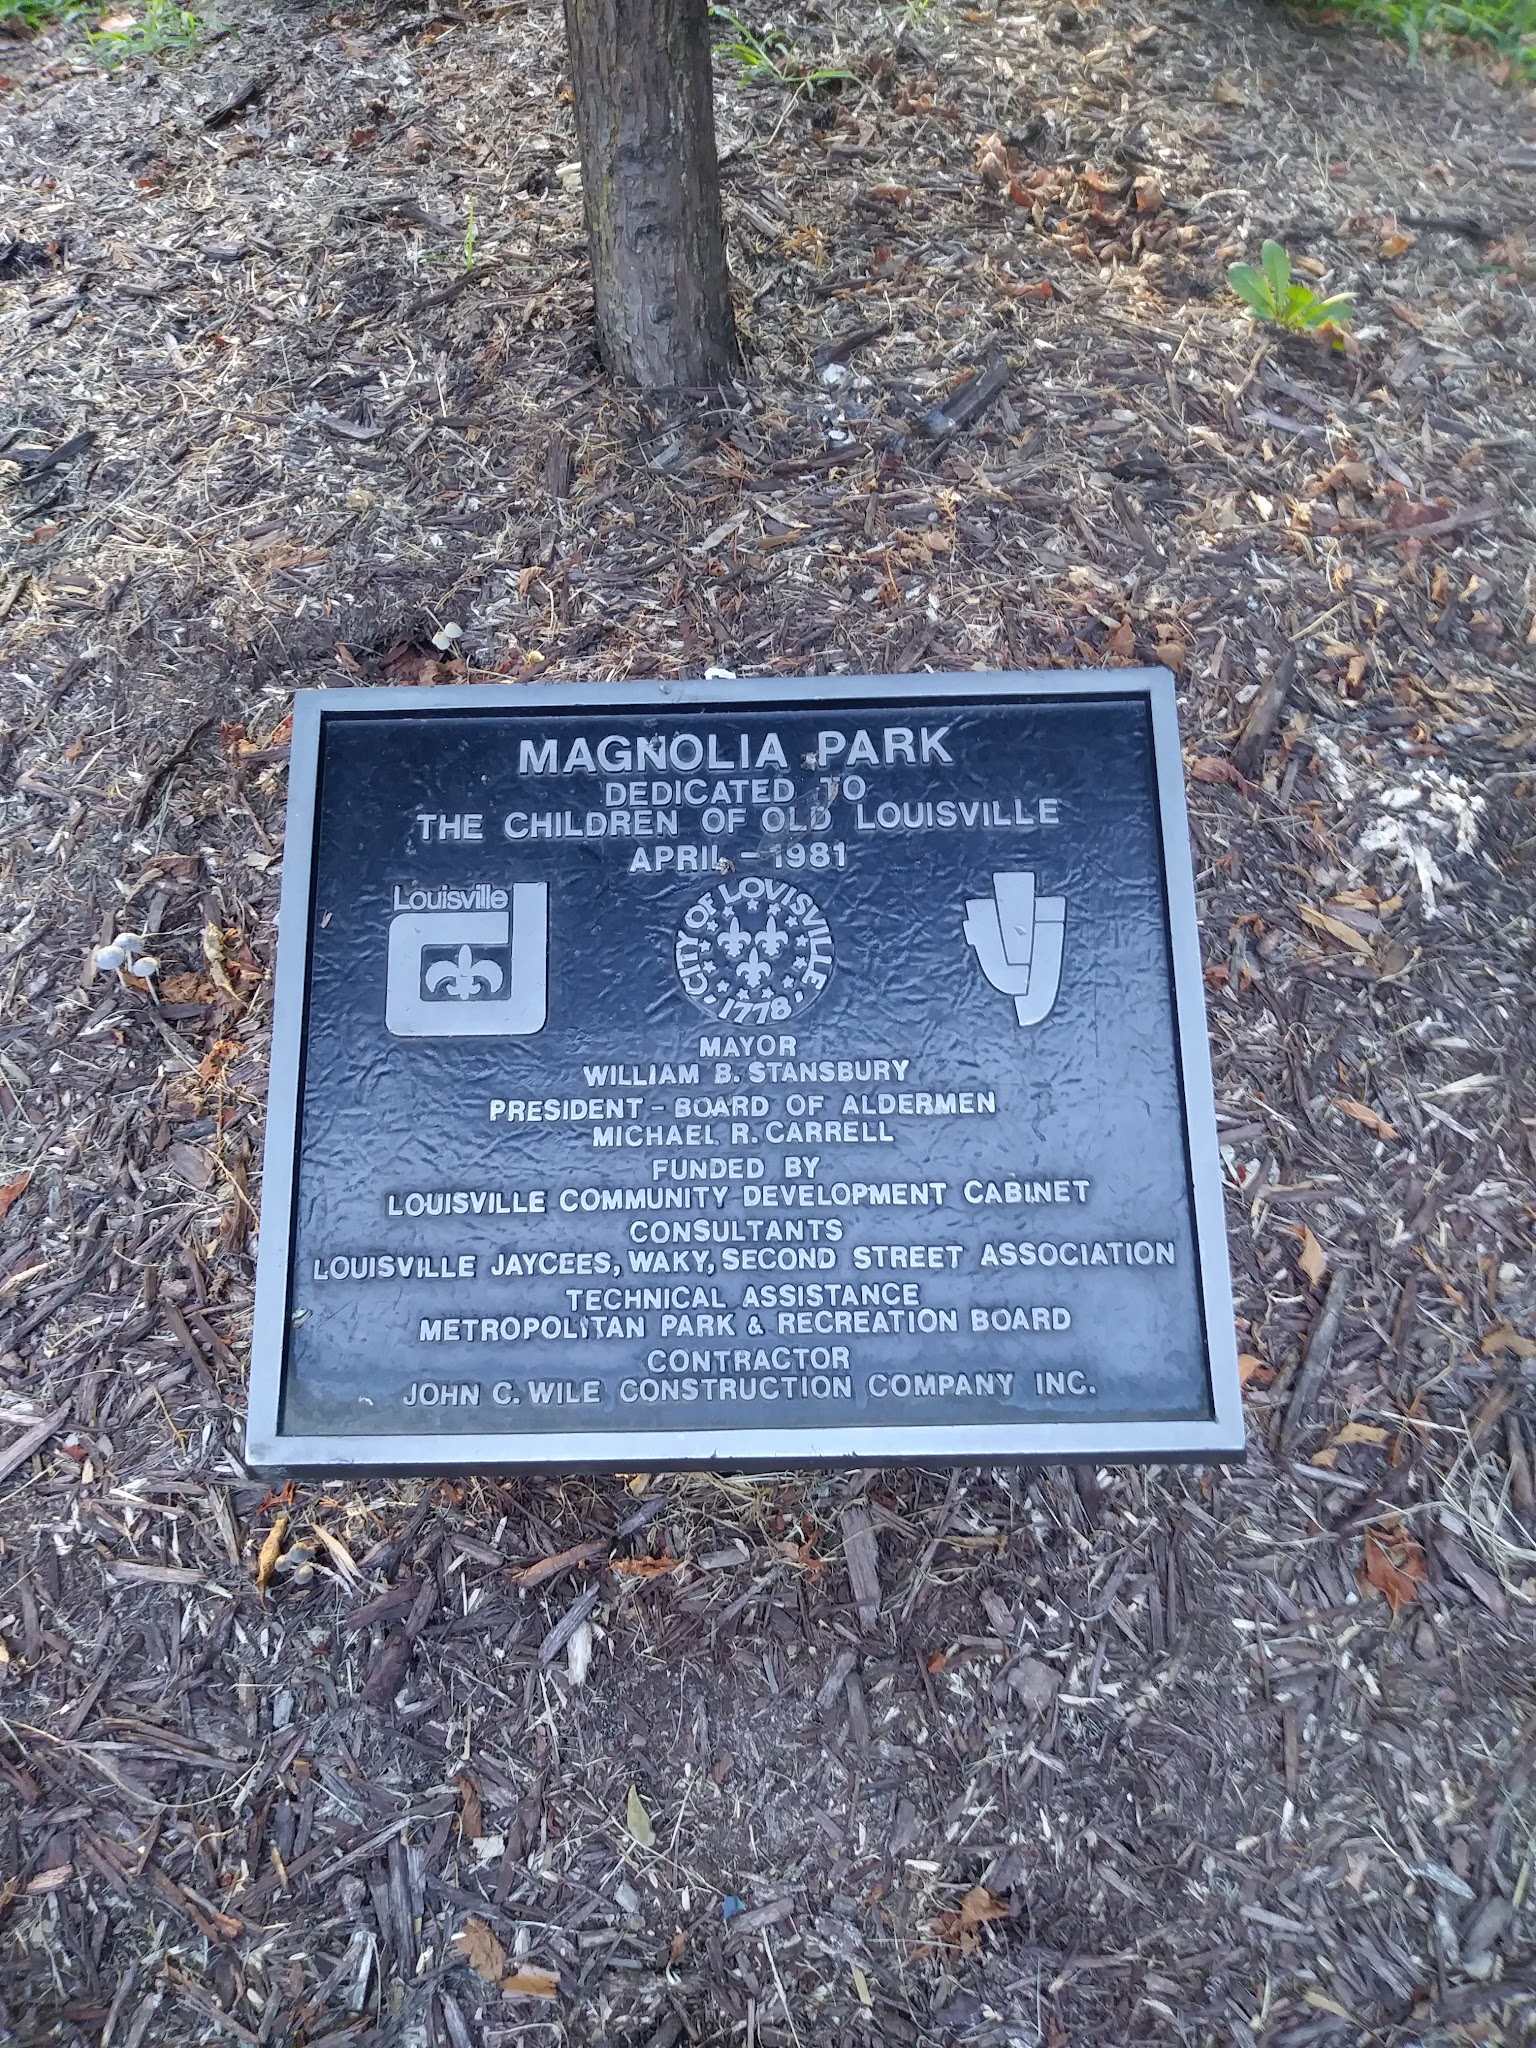 MAGNOLIA PARK
DEDICATED TO
THE CHILDREN OF OLD LOUISVILLE
APRIL - 1981
Louisville
CITY OF LOVISVILLE
1778
MAYOR
WILLIAM B. STANSBURY
PRESIDENT - BOARD OF ALDERMEN
MICHAEL R. CARRELL
FUNDED BY
LOUISVILLE COMMUNITY DEVELOPMENT CABINET
CONSULTANTS
LOUISVILLE JAYCEES, WAKY, SECOND STREET ASSOCIATION
TECHNICAL ASSISTANCE
METROPOLITAN PARK & RECREATION BOARD
CONTRACTOR
JOHN C. WILE CONSTRUCTION COMPANY INC.